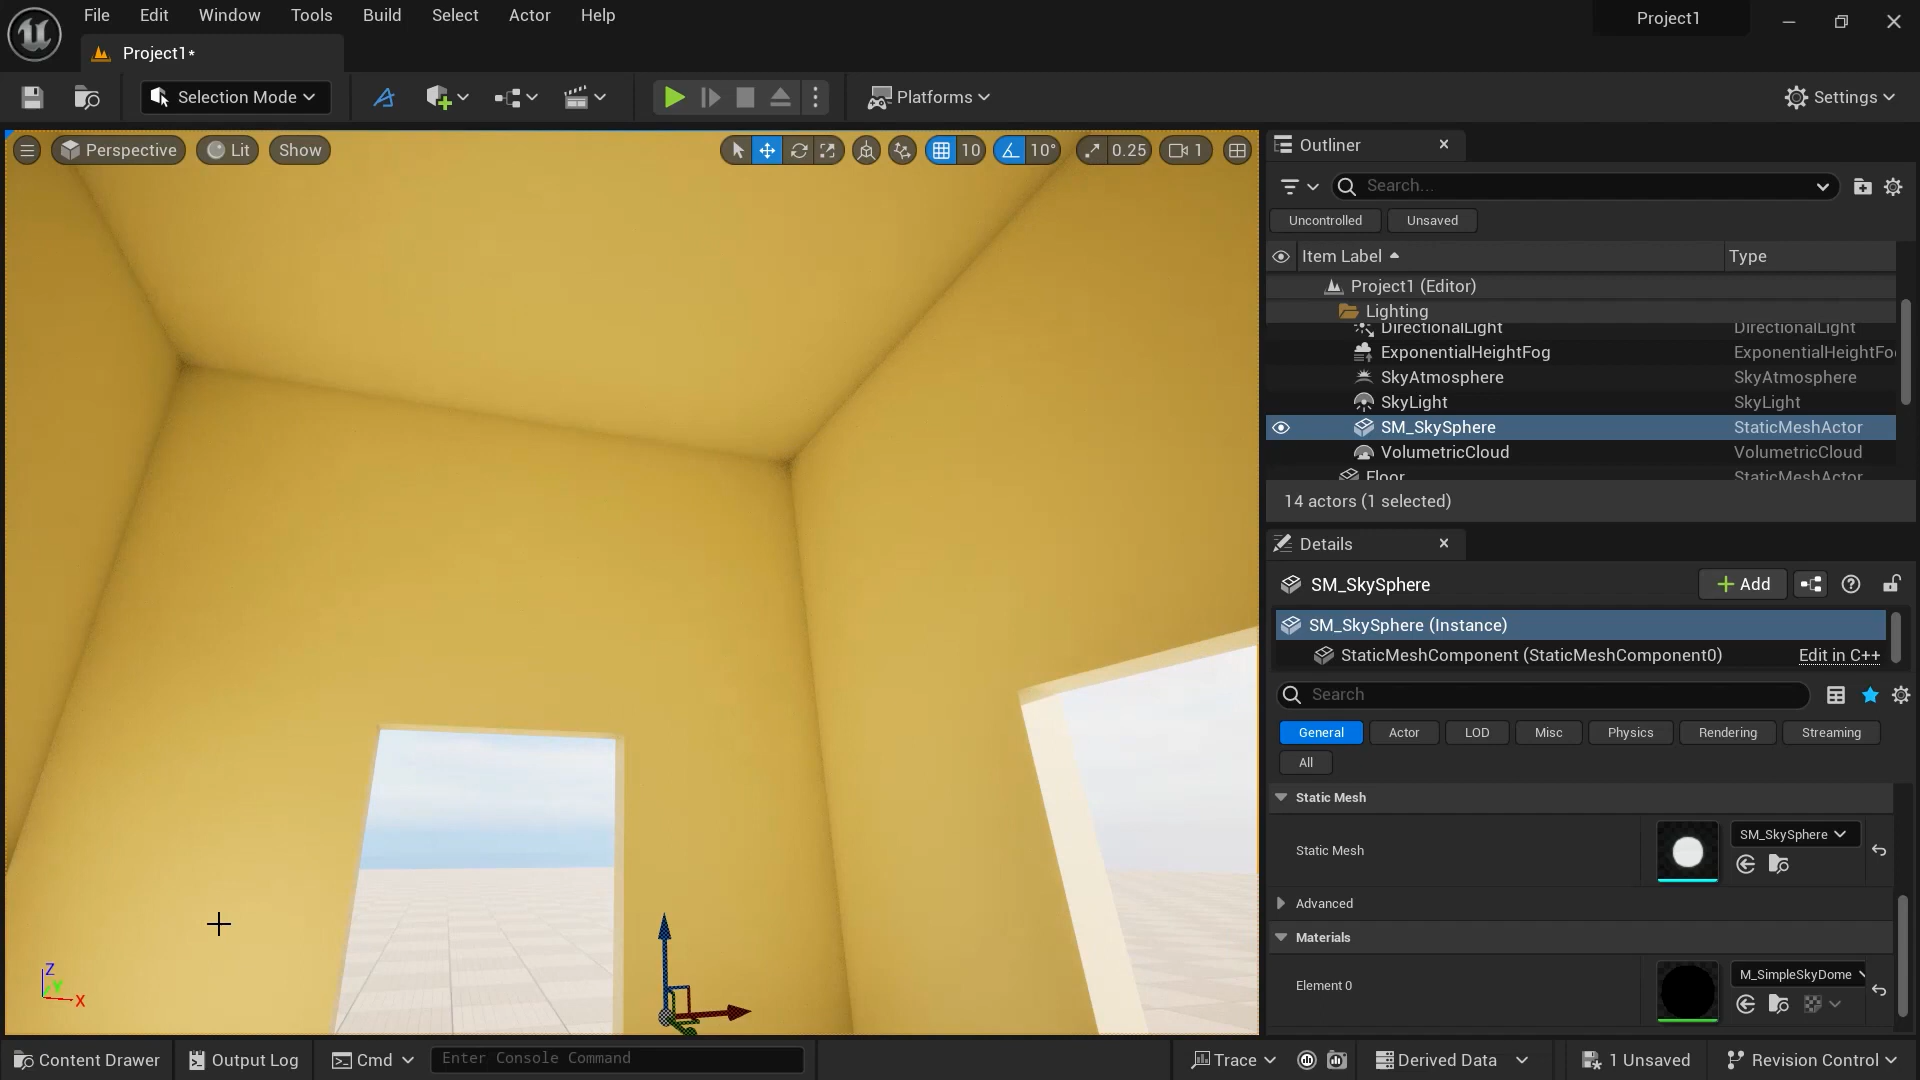 File Edit Window Tools Build Select Actor Help
Project1
Project1*
Selection Mode
Platforms
Settings
Perspective Lit Show
10 10° 0.25 1
Outliner
Search...
Uncontrolled Unsaved
Item Label Type
Project1 (Editor)
Lighting
DirectionalLight DirectionalLight
ExponentialHeightFog ExponentialHeightFo
SkyAtmosphere SkyAtmosphere
SkyLight SkyLight
SM_SkySphere StaticMeshActor
VolumetricCloud VolumetricCloud
Floor StaticMeshActor
14 actors (1 selected)
Details
SM_SkySphere
Add
SM_SkySphere (Instance)
StaticMeshComponent (StaticMeshComponent0) Edit in C++
Search
General Actor LOD Misc Physics Rendering Streaming
All
Static Mesh
Static Mesh
SM_SkySphere
Advanced
Materials
Element 0
M_SimpleSkyDome
Z
Y
X
Content Drawer Output Log Cmd Enter Console Command Trace Derived Data 1 Unsaved Revision Control